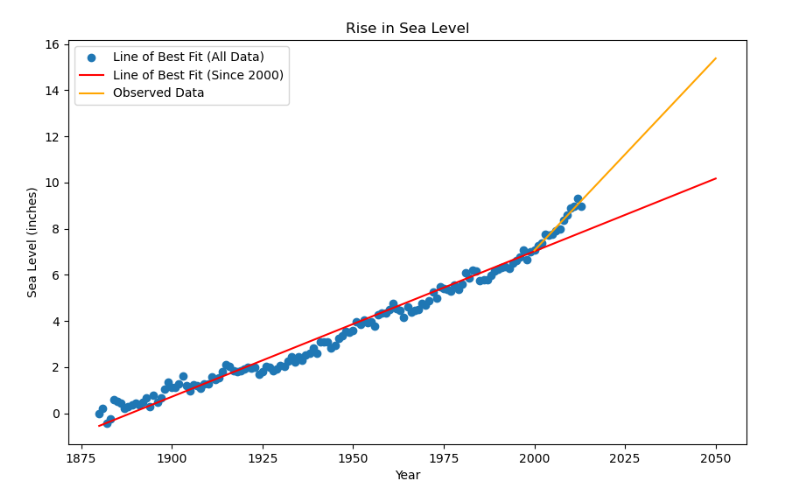 Rise in Sea Level
Line of Best Fit (All Data)
Line of Best Fit (Since 2000)
Observed Data
Sea Level (inches)
16
14
12
10
8
6
4
2
0
1875 1900 1925 1950 1975 2000 2025 2050
Year